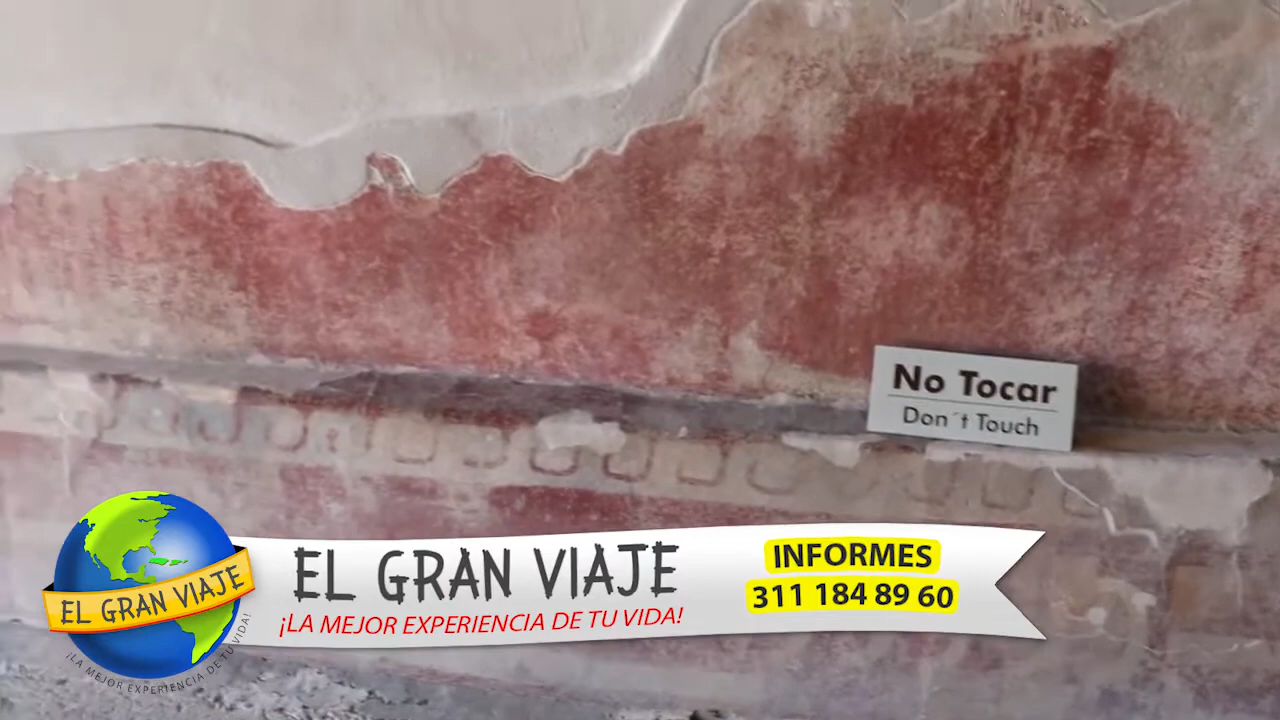 No Tocar
Don´t Touch
EL GRAN VIAJE
¡LA MEJOR EXPERIENCIA DE TU VIDA!
EL GRAN VIAJE
¡LA MEJOR EXPERIENCIA DE TU VIDA!
INFORMES
311 184 89 60